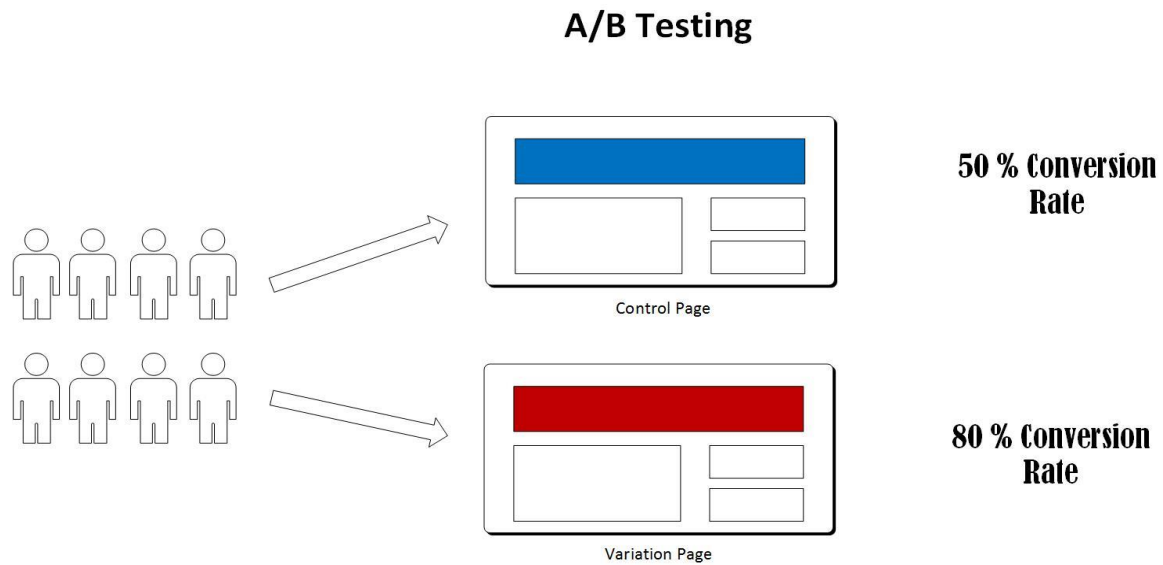 A/B Testing
50 % Conversion
Rate
Control Page
80 % Conversion
Rate
Variation Page